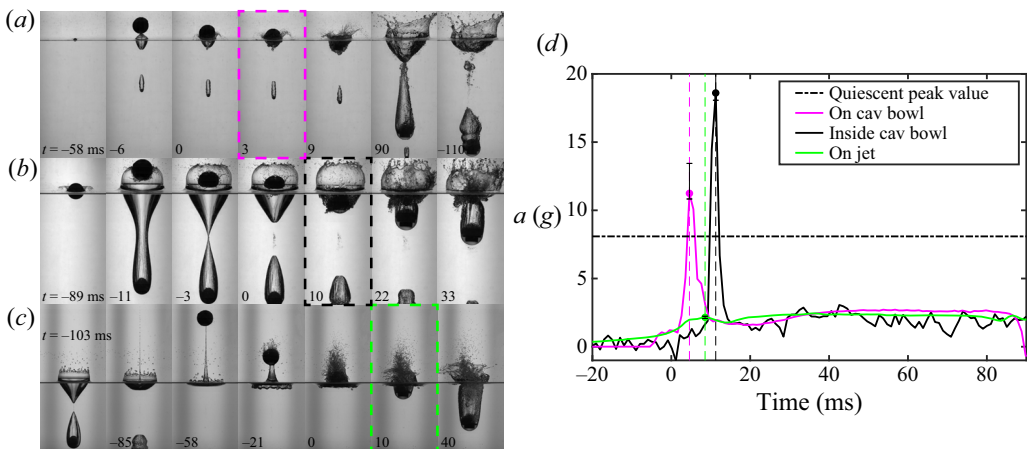 (a)
t = –58 ms –6 0 3 9 90 –110
(b)
t = –89 ms –11 –3 0 10 22 33
(c)
t = –103 ms
–85 –58 –21 0 10 40
(d)
20
15
10
5
0
a (g)
Quiescent peak value
On cav bowl
Inside cav bowl
On jet
–20 0 20 40 60 80
Time (ms)